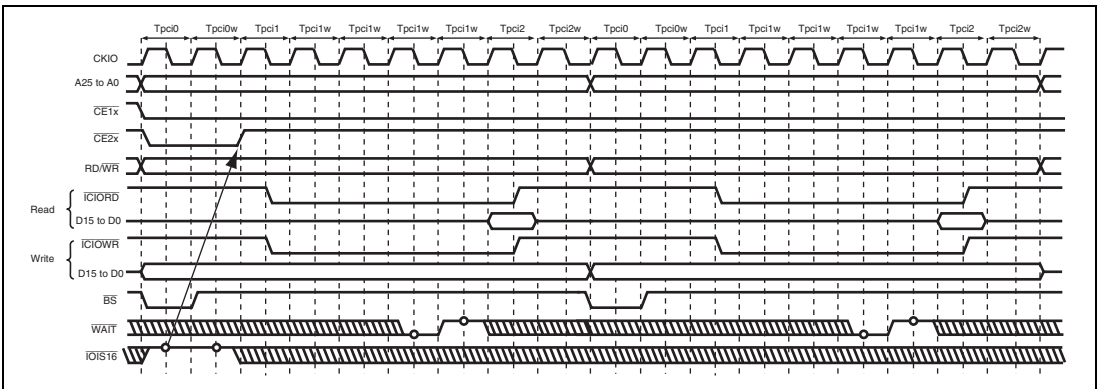 Tpci0 Tpci0w Tpci1 Tpci1w Tpci1w Tpci1w Tpci1w Tpci2 Tpci2w Tpci0 Tpci0w Tpci1 Tpci1w Tpci1w Tpci1w Tpci1w Tpci2 Tpci2w
CKIO
A25 to A0
CE1x
CE2x
RD/WR
ICIORD
Read
D15 to D0
ICIOWR
Write
D15 to D0
BS
WAIT
IOIS16